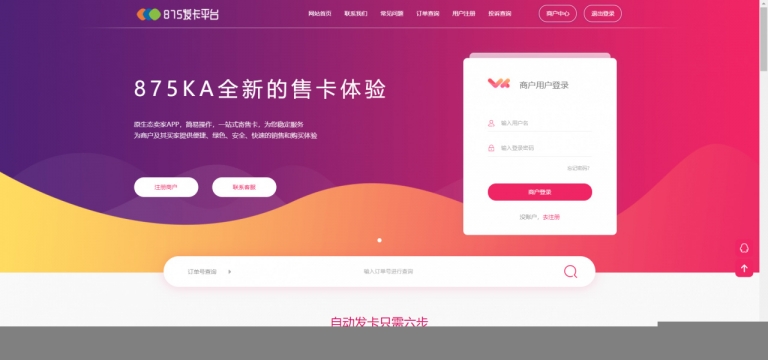 875发卡平台
网站首页 联系我们 常见问题 订单查询 用户注册 投诉查询 商户中心 退出登录
875KA全新的售卡体验
原生态卖家APP，简易操作、一站式寄售卡，为您稳定服务
为商户及其买家提供便捷、绿色、安全、快速的销售和购买体验
注册商户 联系客服
商户用户登录
输入用户名
输入登录密码
忘记密码?
商户登录
没账户，去注册
订单号查询 输入订单号进行查询
自动发卡只需六步